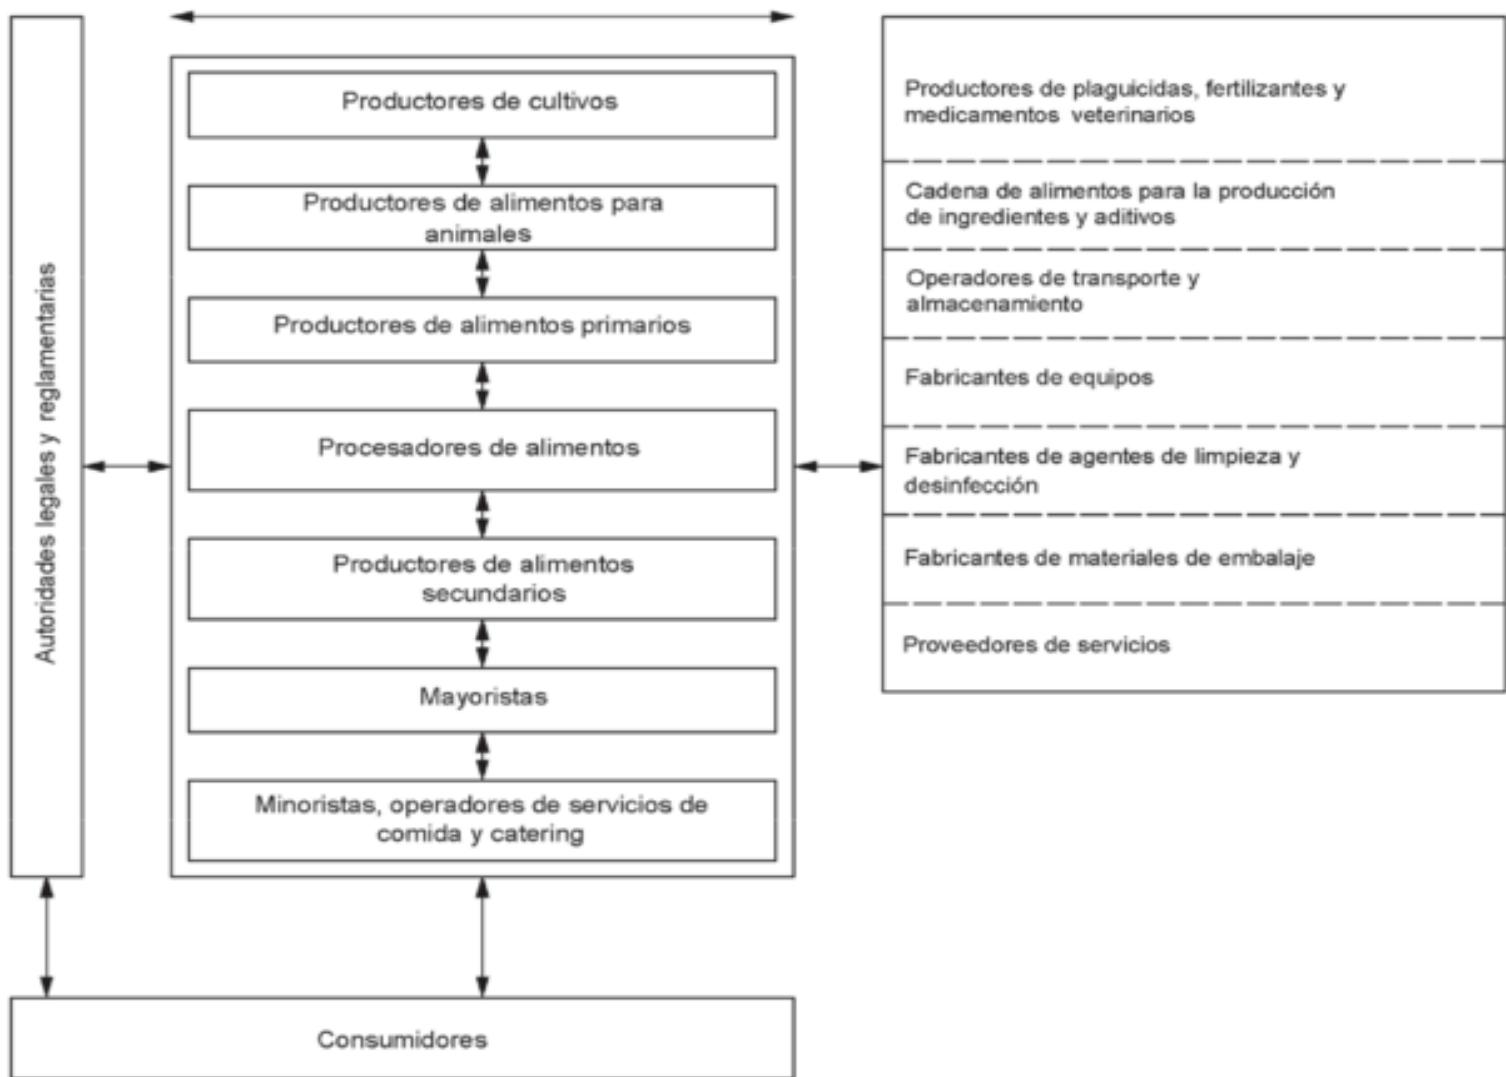 Autoridades legales y reglamentarias
Productores de cultivos
Productores de alimentos para
animales
Productores de alimentos primarios
Procesadores de alimentos
Productores de alimentos
secundarios
Mayoristas
Minoristas, operadores de servicios de
comida y catering
Productores de plaguicidas, fertilizantes y
medicamentos veterinarios
Cadena de alimentos para la producción
de ingredientes y aditivos
Operadores de transporte y
almacenamiento
Fabricantes de equipos
Fabricantes de agentes de limpieza y
desinfección
Fabricantes de materiales de embalaje
Proveedores de servicios
Consumidores